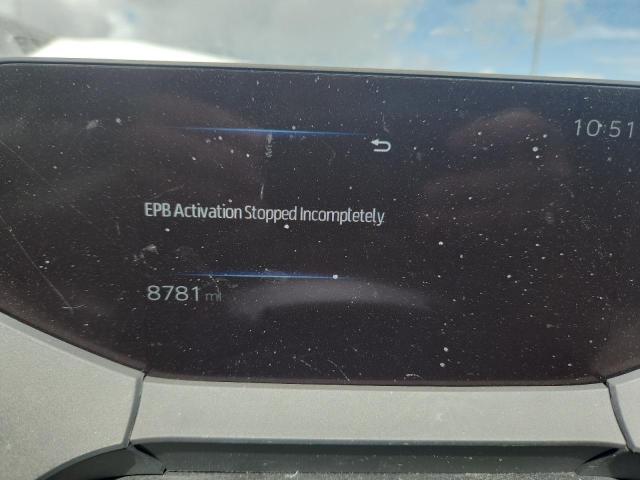 10:51
EPB Activation Stopped Incompletely
8781 mi